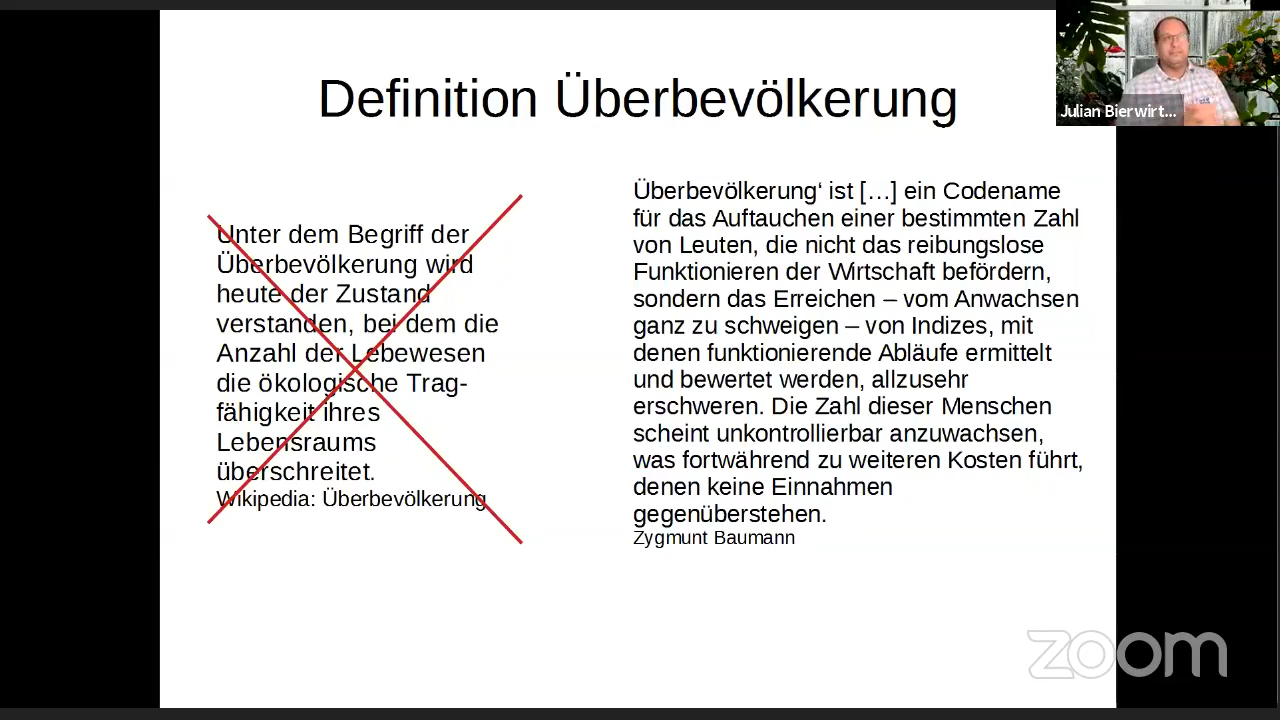 Definition Überbevölkerung
Julian Bierwirt...
Unter dem Begriff der
Überbevölkerung wird
heute der Zustand
verstanden, bei dem die
Anzahl der Lebewesen
die ökologische Trag-
fähigkeit ihres
Lebensraums
überschreitet.
Wikipedia: Überbevölkerung
Überbevölkerung‘ ist […] ein Codename
für das Auftauchen einer bestimmten Zahl
von Leuten, die nicht das reibungslose
Funktionieren der Wirtschaft befördern,
sondern das Erreichen – vom Anwachsen
ganz zu schweigen – von Indizes, mit
denen funktionierende Abläufe ermittelt
und bewertet werden, allzusehr
erschweren. Die Zahl dieser Menschen
scheint unkontrollierbar anzuwachsen,
was fortwährend zu weiteren Kosten führt,
denen keine Einnahmen
gegenüberstehen.
Zygmunt Baumann
zoom